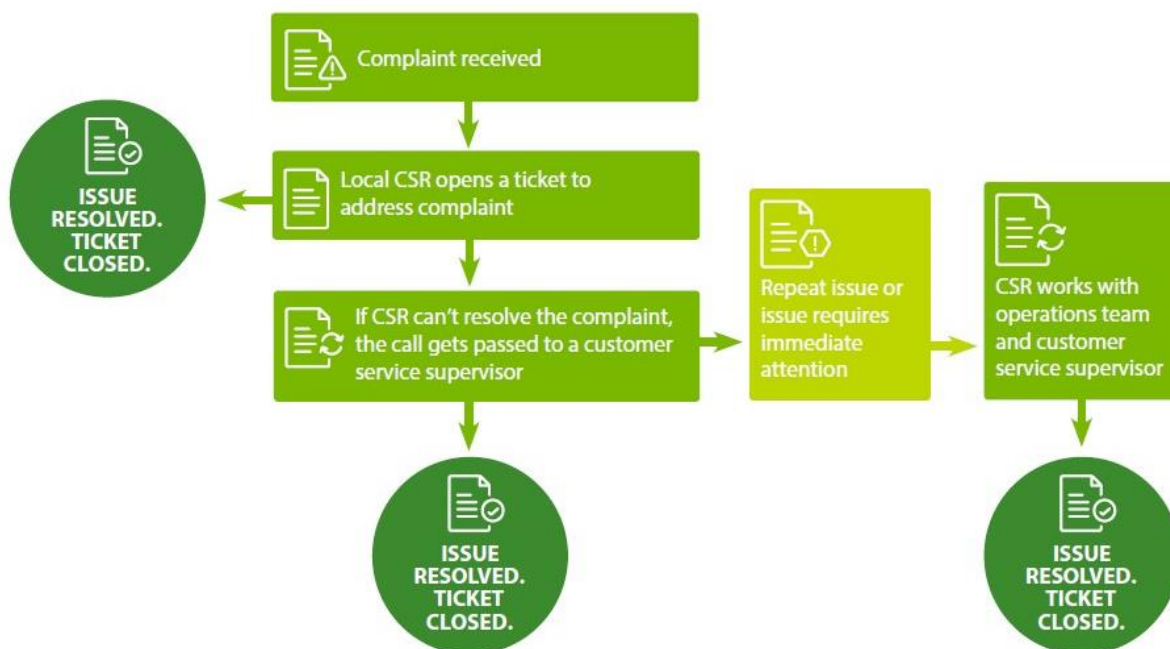 Complaint received
Local CSR opens a ticket to
address complaint
ISSUE
RESOLVED.
TICKET
CLOSED.
If CSR can’t resolve the complaint,
the call gets passed to a customer
service supervisor
Repeat issue or
issue requires
immediate
attention
CSR works with
operations team
and customer
service supervisor
ISSUE
RESOLVED.
TICKET
CLOSED.
ISSUE
RESOLVED.
TICKET
CLOSED.